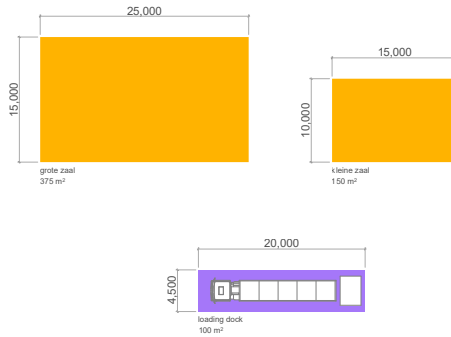 25,000
15,000
grote zaal
375 m²
15,000
10,000
kleine zaal
150 m²
20,000
4,500
loading dock
100 m²